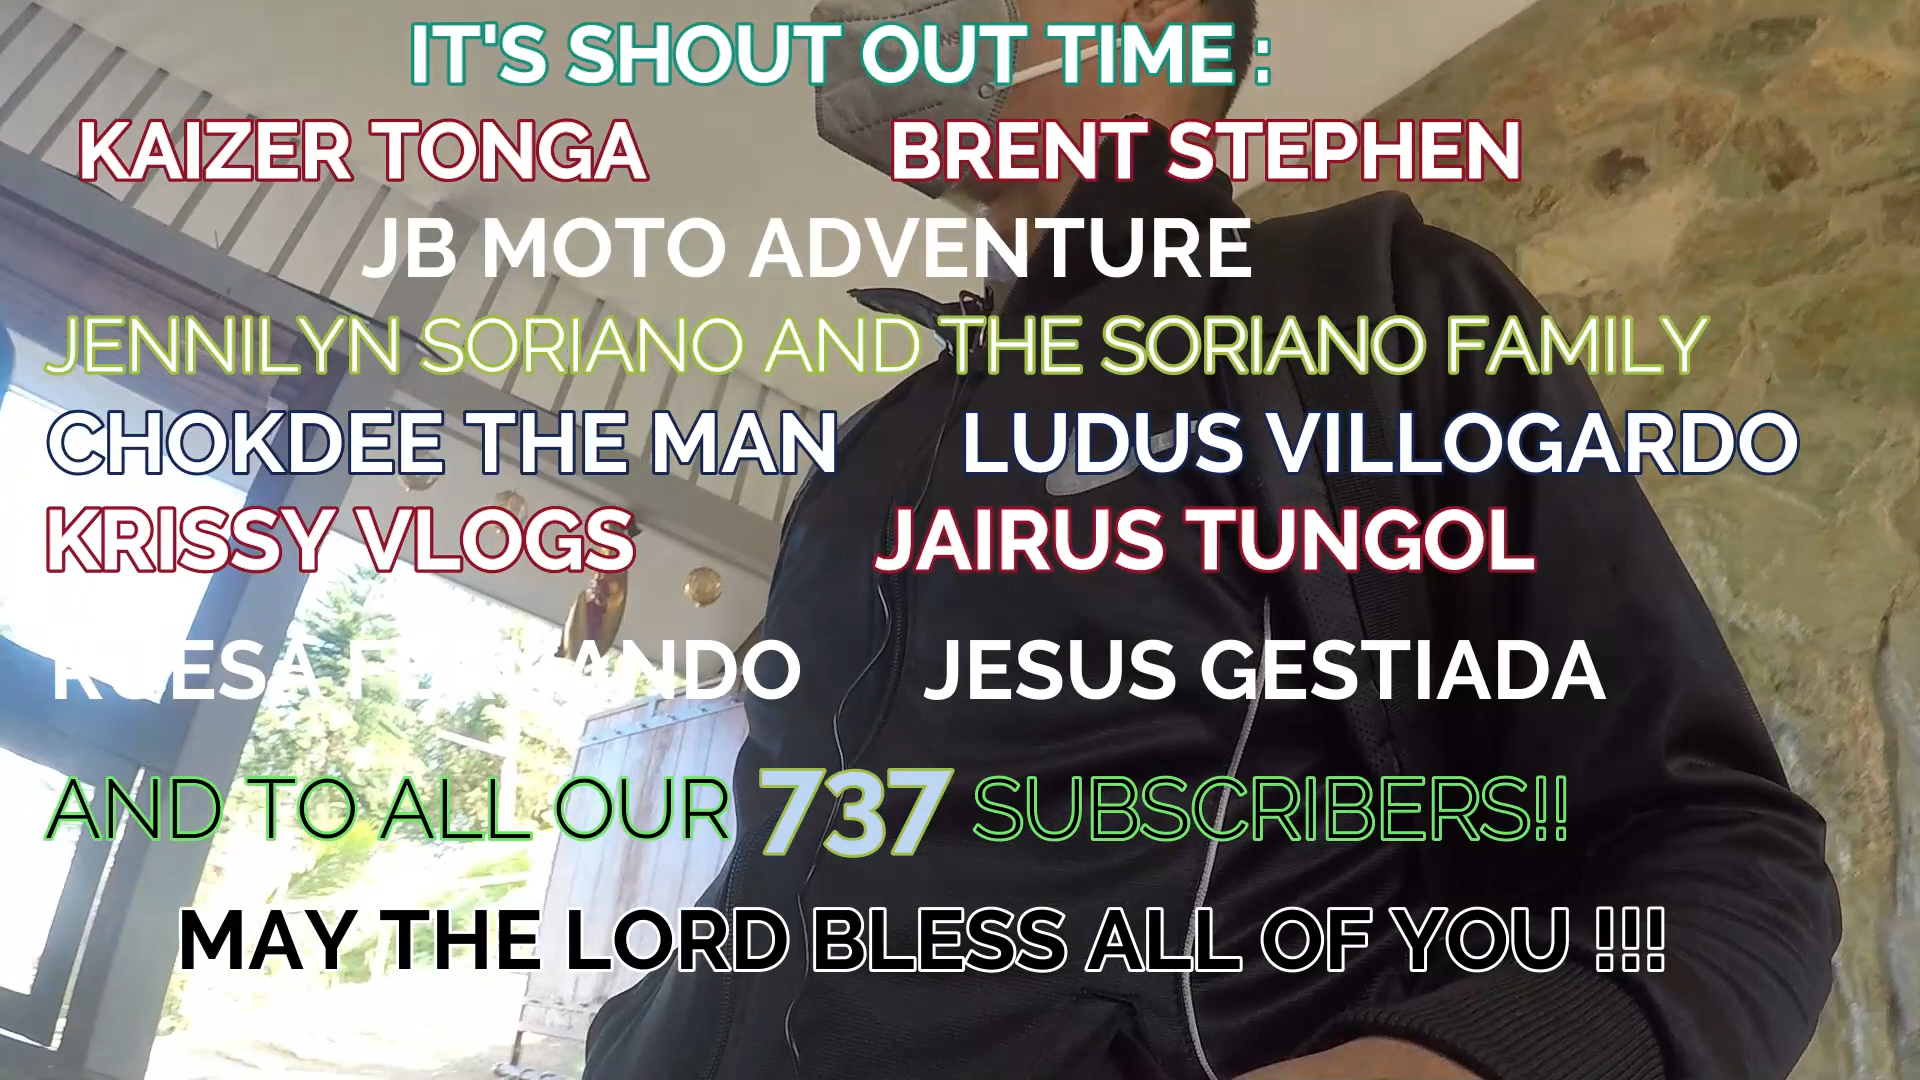 IT'S SHOUT OUT TIME :
KAIZER TONGA BRENT STEPHEN
JB MOTO ADVENTURE
JENNILYN SORIANO AND THE SORIANO FAMILY
CHOKDEE THE MAN LUDUS VILLOGARDO
KRISSY VLOGS JAIRUS TUNGOL
FERNANDO JESUS GESTIADA
AND TO ALL OUR 737 SUBSCRIBERS!!
MAY THE LORD BLESS ALL OF YOU !!!